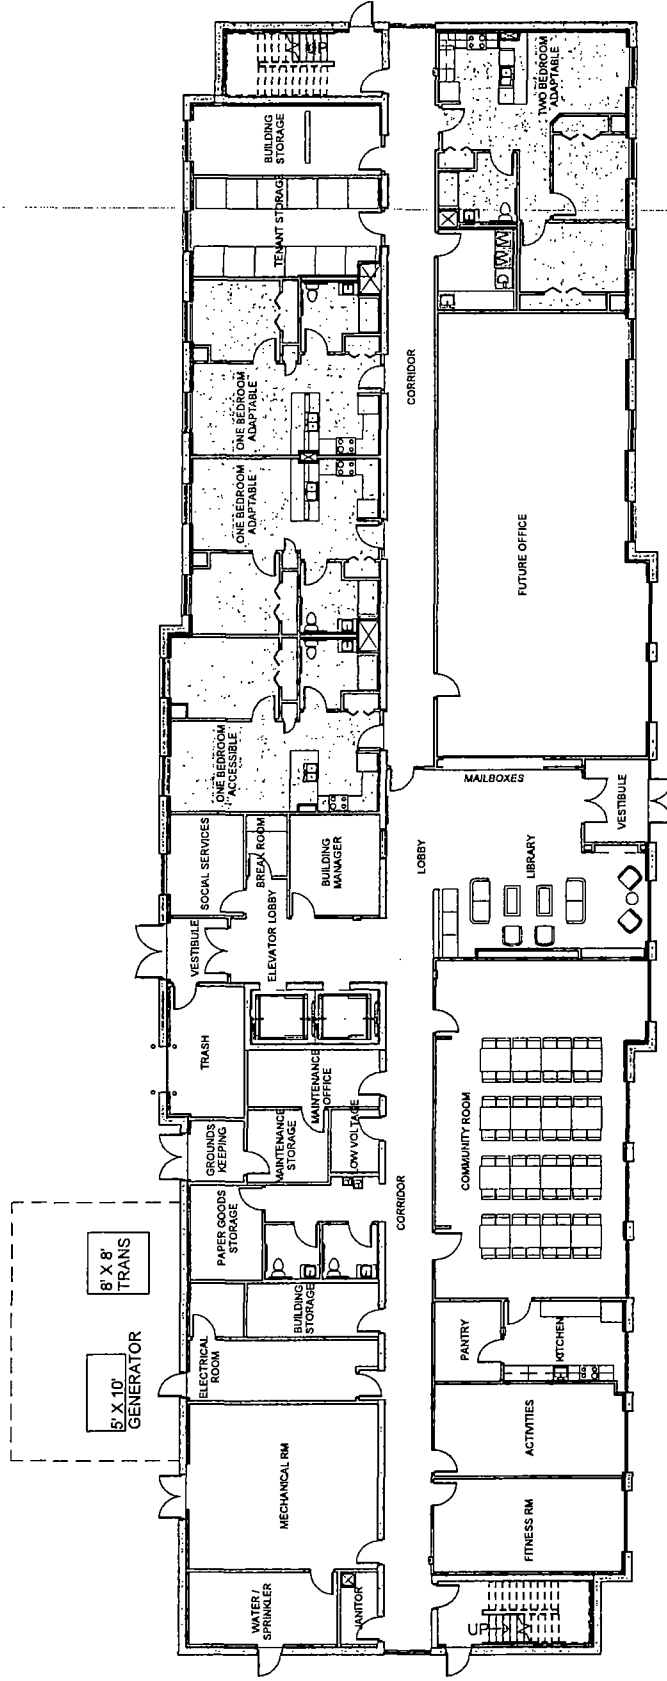 UP
TWO BEDROOM
ADAPTABLE
BUILDING
STORAGE
TENANT STORAGE
D W W
CORRIDOR
ONE BEDROOM
ADAPTABLE
ONE BEDROOM
ADAPTABLE
FUTURE OFFICE
ONE BEDROOM
ACCESSIBLE
MAILBOXES
VESTIBULE
SOCIAL SERVICES
BREAK ROOM
BUILDING
MANAGER
LOBBY
LIBRARY
VESTIBULE
ELEVATOR LOBBY
TRASH
MAINTENANCE
OFFICE
GROUNDS
KEEPING
MAINTENANCE
STORAGE
LOW VOLTAGE
COMMUNITY ROOM
PAPER GOODS
STORAGE
CORRIDOR
8' X 8'
TRANS
BUILDING
STORAGE
PANTRY
KITCHEN
5' X 10'
GENERATOR
ELECTRICAL
ROOM
ACTIVITIES
MECHANICAL RM
FITNESS RM
WATER /
SPRINKLER
JANITOR
UP